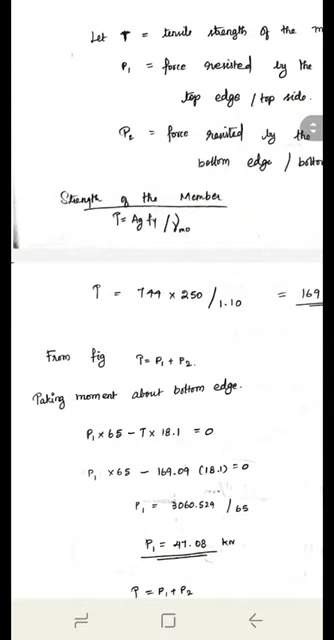 Let T = tensile strength of the m
P₁ = force resisted by the
top edge / top side.
P₂ = force resisted by the
bottom edge / bottom
Strength of the Member
T = Ag fy / γmo
T = 744 × 250 / 1.10 = 169
From fig T = P₁ + P₂.
Taking moment about bottom edge.
P₁ × 65 – T × 18.1 = 0
P₁ × 65 – 169.09 (18.1) = 0
P₁ = 3060.529 / 65
P₁ = 47.08 kN
T = P₁ + P₂